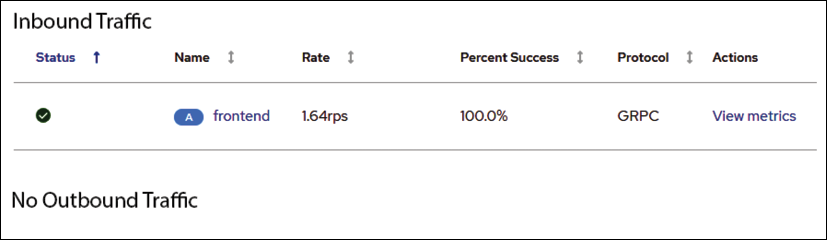 Inbound Traffic
Status Name Rate Percent Success Protocol Actions
A frontend 1.64rps 100.0% GRPC View metrics
No Outbound Traffic